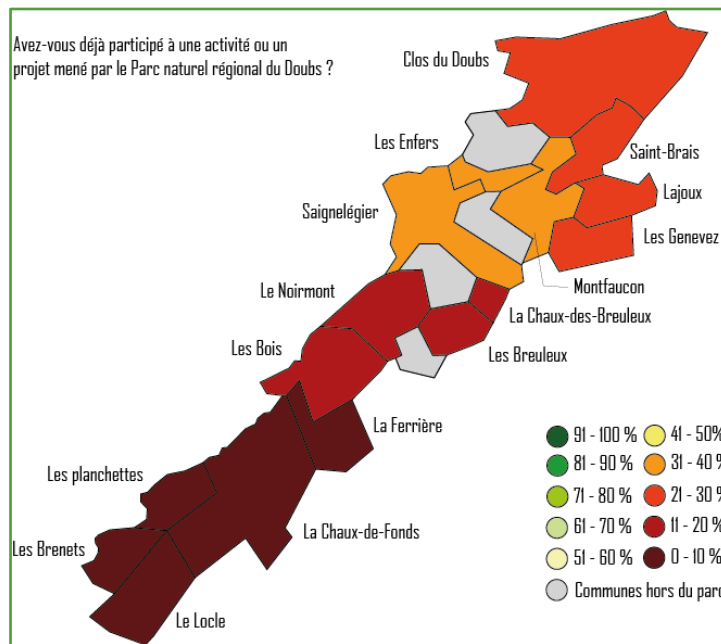 Avez-vous déjà participé à une activité ou un
projet mené par le Parc naturel régional du Doubs ?
Clos du Doubs
Les Enfers
Saint-Brais
Lajoux
Saignelégier
Les Genevez
Montfaucon
Le Noirmont
La Chaux-des-Breuleux
Les Breuleux
Les Bois
La Ferrière
Les planchettes
La Chaux-de-Fonds
Les Brenets
Le Locle
91 - 100 %
41 - 50%
81 - 90 %
31 - 40 %
71 - 80 %
21 - 30 %
61 - 70 %
11 - 20 %
51 - 60 %
0 - 10 %
Communes hors du parc